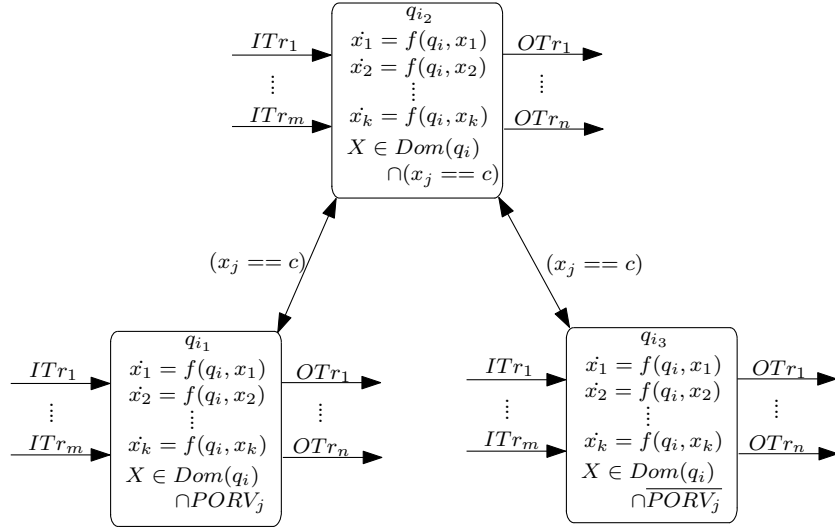 q_{i_2}
ITr_1
ẋ_1 = f(q_i, x_1)
OTr_1
ẋ_2 = f(q_i, x_2)
⋮ ⋮ ⋮
ITr_m
ẋ_k = f(q_i, x_k)
OTr_n
X ∈ Dom(q_i)
∩(x_j == c)
(x_j == c)
(x_j == c)
q_{i_1}
ITr_1
ẋ_1 = f(q_i, x_1)
OTr_1
ẋ_2 = f(q_i, x_2)
⋮ ⋮ ⋮
ITr_m
ẋ_k = f(q_i, x_k)
OTr_n
X ∈ Dom(q_i)
∩PORV_j
q_{i_3}
ITr_1
ẋ_1 = f(q_i, x_1)
OTr_1
ẋ_2 = f(q_i, x_2)
⋮ ⋮ ⋮
ITr_m
ẋ_k = f(q_i, x_k)
OTr_n
X ∈ Dom(q_i)
∩\overline{PORV_j}